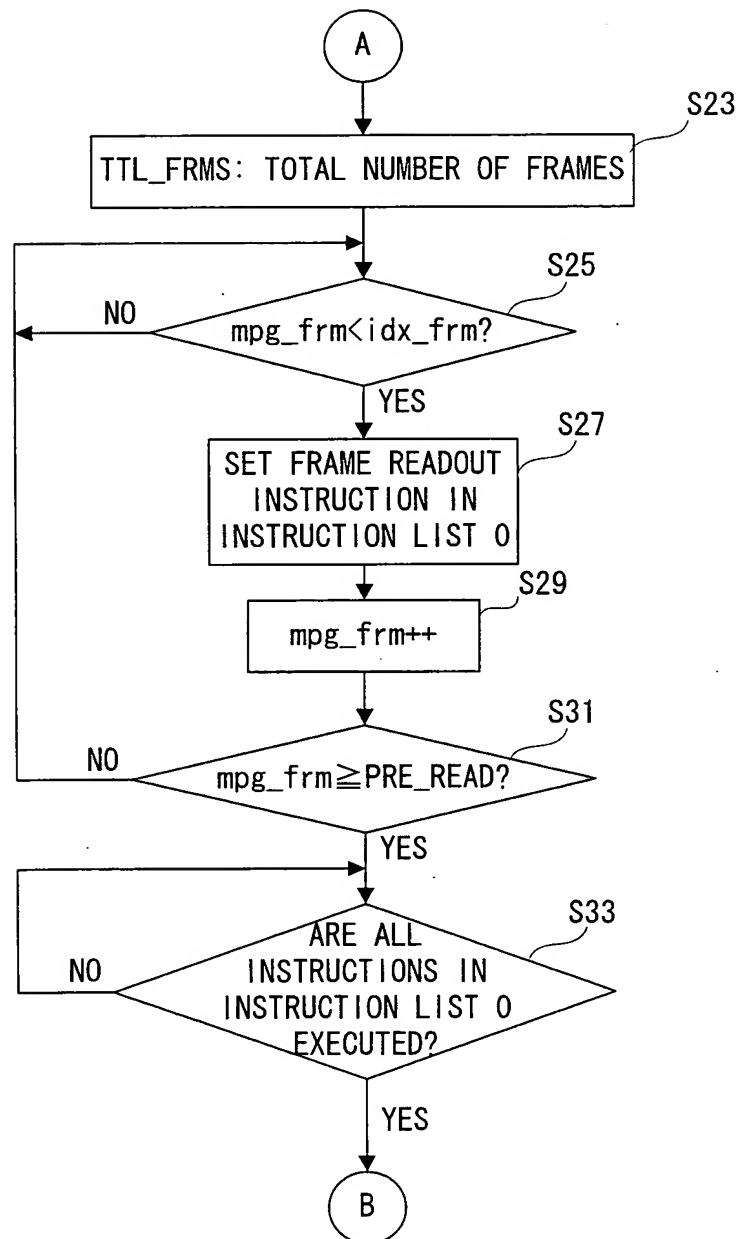 A
S23
TTL_FRMS: TOTAL NUMBER OF FRAMES
S25
NO
mpg_frm<idx_frm?
YES
S27
SET FRAME READOUT
INSTRUCTION IN
INSTRUCTION LIST 0
S29
mpg_frm++
S31
NO
mpg_frm≧PRE_READ?
YES
S33
ARE ALL
NO
INSTRUCTIONS IN
INSTRUCTION LIST 0
EXECUTED?
YES
B